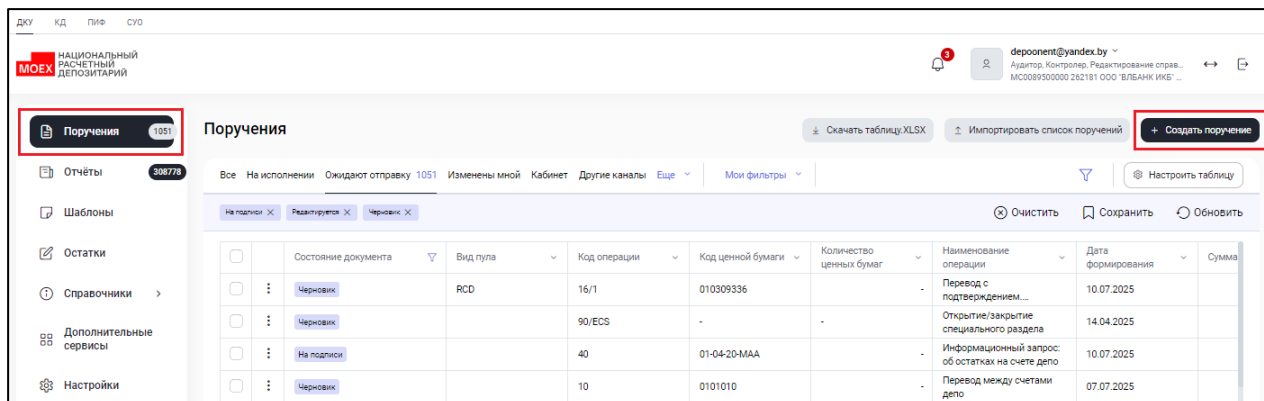 ДКУ КД ПИФ СУО
MOEX НАЦИОНАЛЬНЫЙ
РАСЧЕТНЫЙ
ДЕПОЗИТАРИЙ
3
depoonent@yandex.by
Аудитор, Контролер, Редактирование справ...
MC0089500000 262181 ООО "ВЛБАНК ИКБ" ...
Поручения 1051
Отчёты 308778
Шаблоны
Остатки
Справочники
Дополнительные
сервисы
Настройки
Поручения
Скачать таблицу.XLSX
Импортировать список поручений
+ Создать поручение
Все На исполнении Ожидают отправку 1051 Изменены мной Кабинет Другие каналы Еще Мои фильтры
Настроить таблицу
На подписи Редактируется Черновик
Очистить Сохранить Обновить
Состояние документа Вид пула Код операции Код ценной бумаги Количество
ценных бумаг Наименование
операции Дата
формирования Сумма
Черновик RCD 16/1 010309336 - Перевод с
подтверждением.... 10.07.2025
Черновик 90/ECS - - Открытие/закрытие
специального раздела 14.04.2025
На подписи 40 01-04-20-MAA - Информационный запрос:
об остатках на счете депо 10.07.2025
Черновик 10 0101010 - Перевод между счетами
депо 07.07.2025